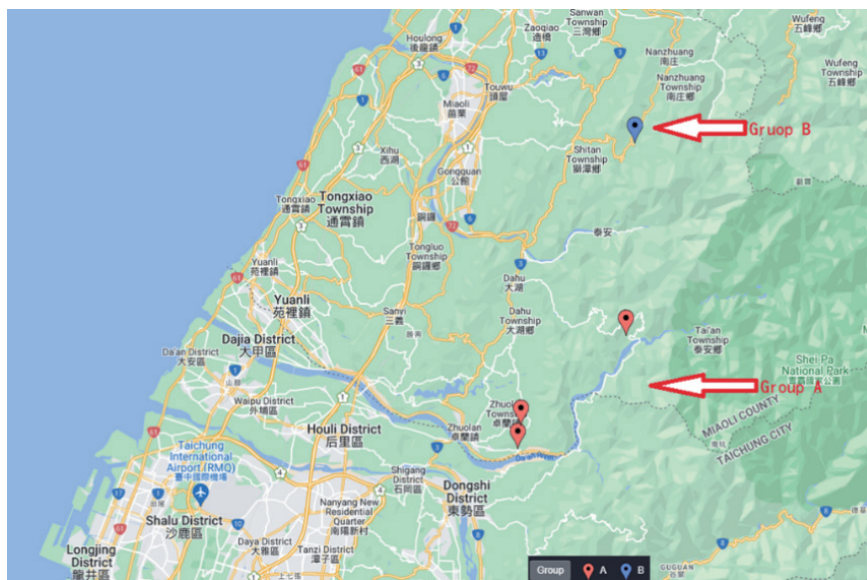 Sanwan
Township
三灣鄉
Wufeng
五峰鄉
Zaoqiao
造橋
Houlong
後龍鎮
Nanzhuang
南庄
Wufeng
Township
五峰鄉
Touwu
頭屋
Nanzhuang
Township
南庄鄉
Miaoli
苗栗
Gruop B
Xihu
西湖
Shitan
Township
獅潭鄉
Gongguan
公館
Tongxiao
通霄鎮
Tongxiao
Township
通霄鎮
銅鑼
泰安
Tongluo
Township
銅鑼鄉
Yuanli
苑裡鎮
Dahu
大湖
Yuanli
苑裡鎮
Sanyi
三義
Dahu
Township
大湖鄉
Tai'an
Township
泰安鄉
Dajia District
大甲區
Da'an District
大安區
Shei Pa
National Park
Group A
Waipu District
外埔區
Zhuolan
卓蘭鎮
Township
卓蘭鎮
MIAOLI COUNTY
TAICHUNG CITY
Houli District
后里區
Taichung
International
Airport (RMQ)
臺中國際機場
Shigang
District
石岡區
Dongshi
District
東勢區
Nanyang New
Residential
Quarter
南陽新村
Shalu District
沙鹿區
Daya District
大雅區
Tanzi District
潭子區
Longjing
District
龍井區
Group A B
GUGUAN
谷關